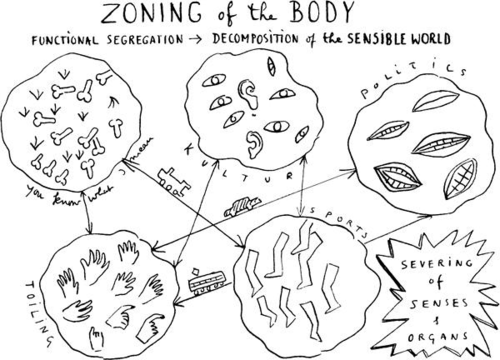 ZONING of the BODY
FUNCTIONAL SEGREGATION → DECOMPOSITION of the SENSIBLE WORLD
POLITICS
KULTUR
you know what I mean
SPORTS
TOILING
SEVERING
of
SENSES
&
ORGANS